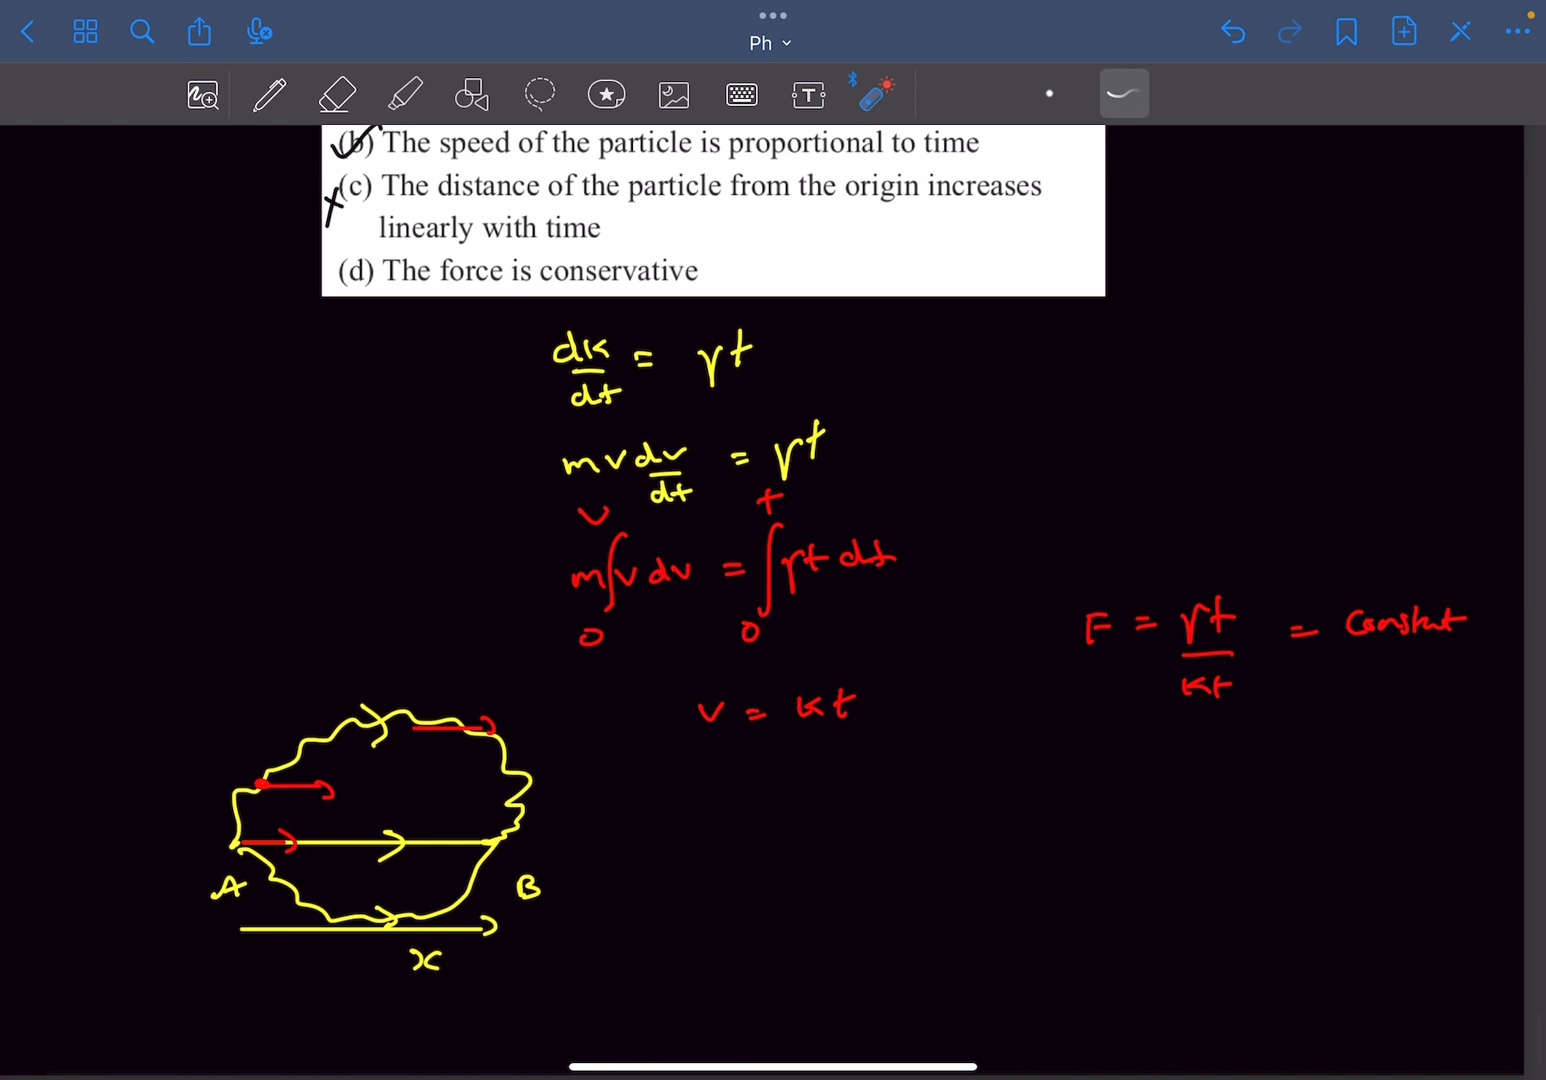 Ph
T
(b) The speed of the particle is proportional to time
(c) The distance of the particle from the origin increases
linearly with time
(d) The force is conservative
dK/dt = γt
mv dv/dt = γt
m∫₀ᵛ v dv = ∫₀ᵗ γt dt
F = γt/Kt = Constant
v = Kt
A
B
x